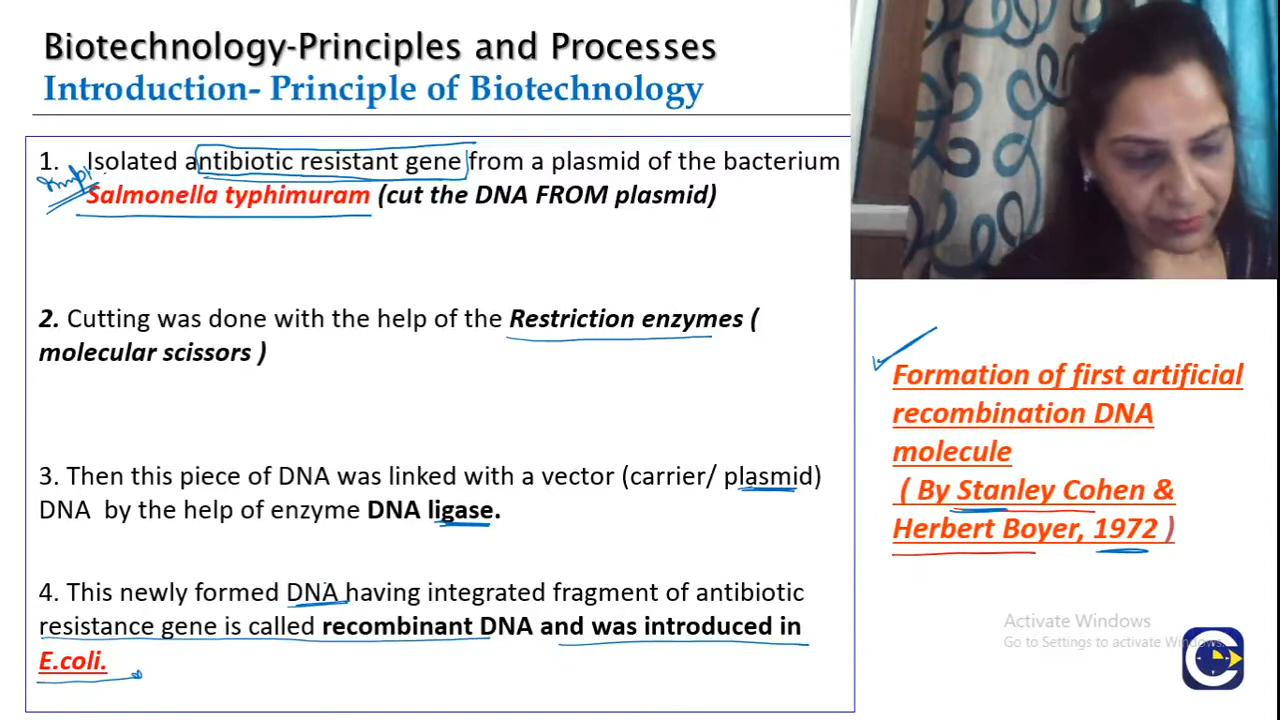 Biotechnology-Principles and Processes
Introduction- Principle of Biotechnology
1. Isolated antibiotic resistant gene from a plasmid of the bacterium
Salmonella typhimuram (cut the DNA FROM plasmid)
2. Cutting was done with the help of the Restriction enzymes (
molecular scissors )
3. Then this piece of DNA was linked with a vector (carrier/ plasmid)
DNA by the help of enzyme DNA ligase.
4. This newly formed DNA having integrated fragment of antibiotic
resistance gene is called recombinant DNA and was introduced in
E.coli.
Formation of first artificial
recombination DNA
molecule
( By Stanley Cohen &
Herbert Boyer, 1972 )
Activate Windows
Go to Settings to activate Windows.